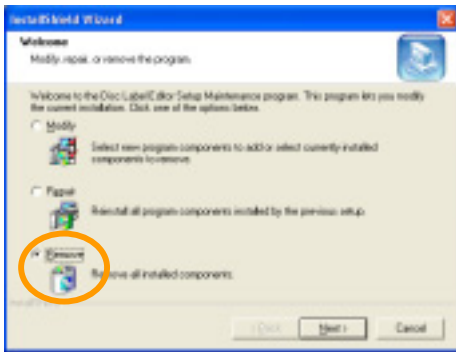 InstallShield Wizard
Welcome
Modify, repair, or remove the program.
Welcome to the Disc Label Editor Setup Maintenance program. This program lets you modify
the current installation. Click one of the options below.
Modify
Select new program components to add or select currently installed
components to remove.
Repair
Reinstall all program components installed by the previous setup.
Remove
Remove all installed components.
InstallShield
< Back
Next >
Cancel